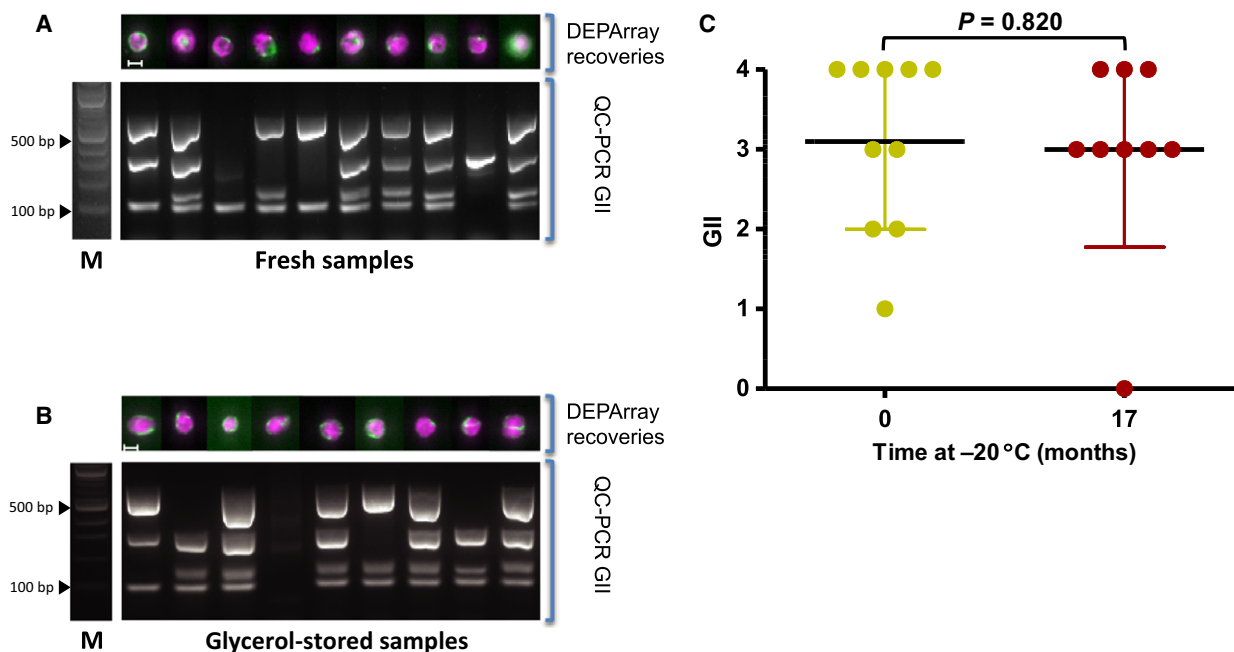 A
DEPArray
recoveries
500 bp
100 bp
QC-PCR GII
M
Fresh samples
B
DEPArray
recoveries
500 bp
100 bp
QC-PCR GII
M
Glycerol-stored samples
C
P = 0.820
4
3
2
1
0
GII
0 17
Time at –20 °C (months)